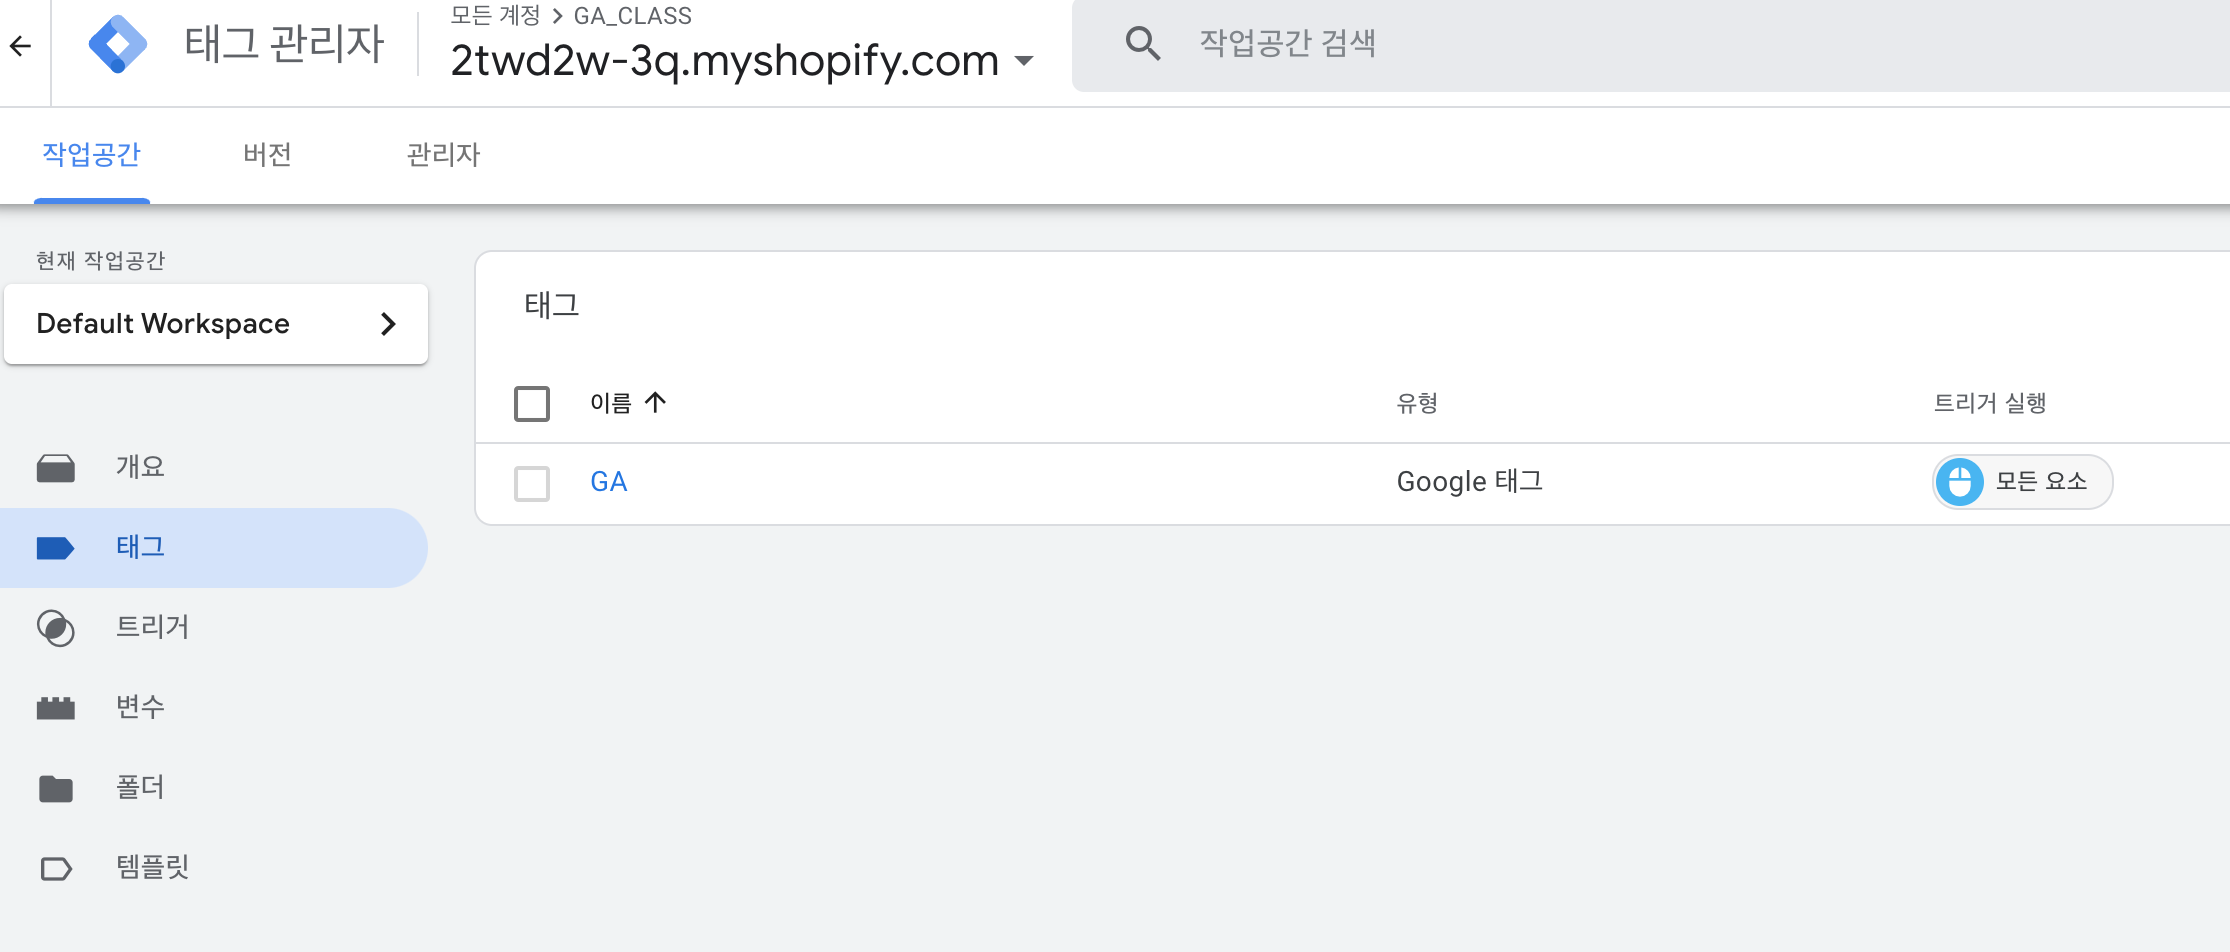 태그 관리자
모든 계정 > GA_CLASS
2twd2w-3q.myshopify.com
작업공간 검색
작업공간
버전
관리자
현재 작업공간
Default Workspace
개요
태그
트리거
변수
폴더
템플릿
태그
이름
유형
트리거 실행
GA
Google 태그
모든 요소